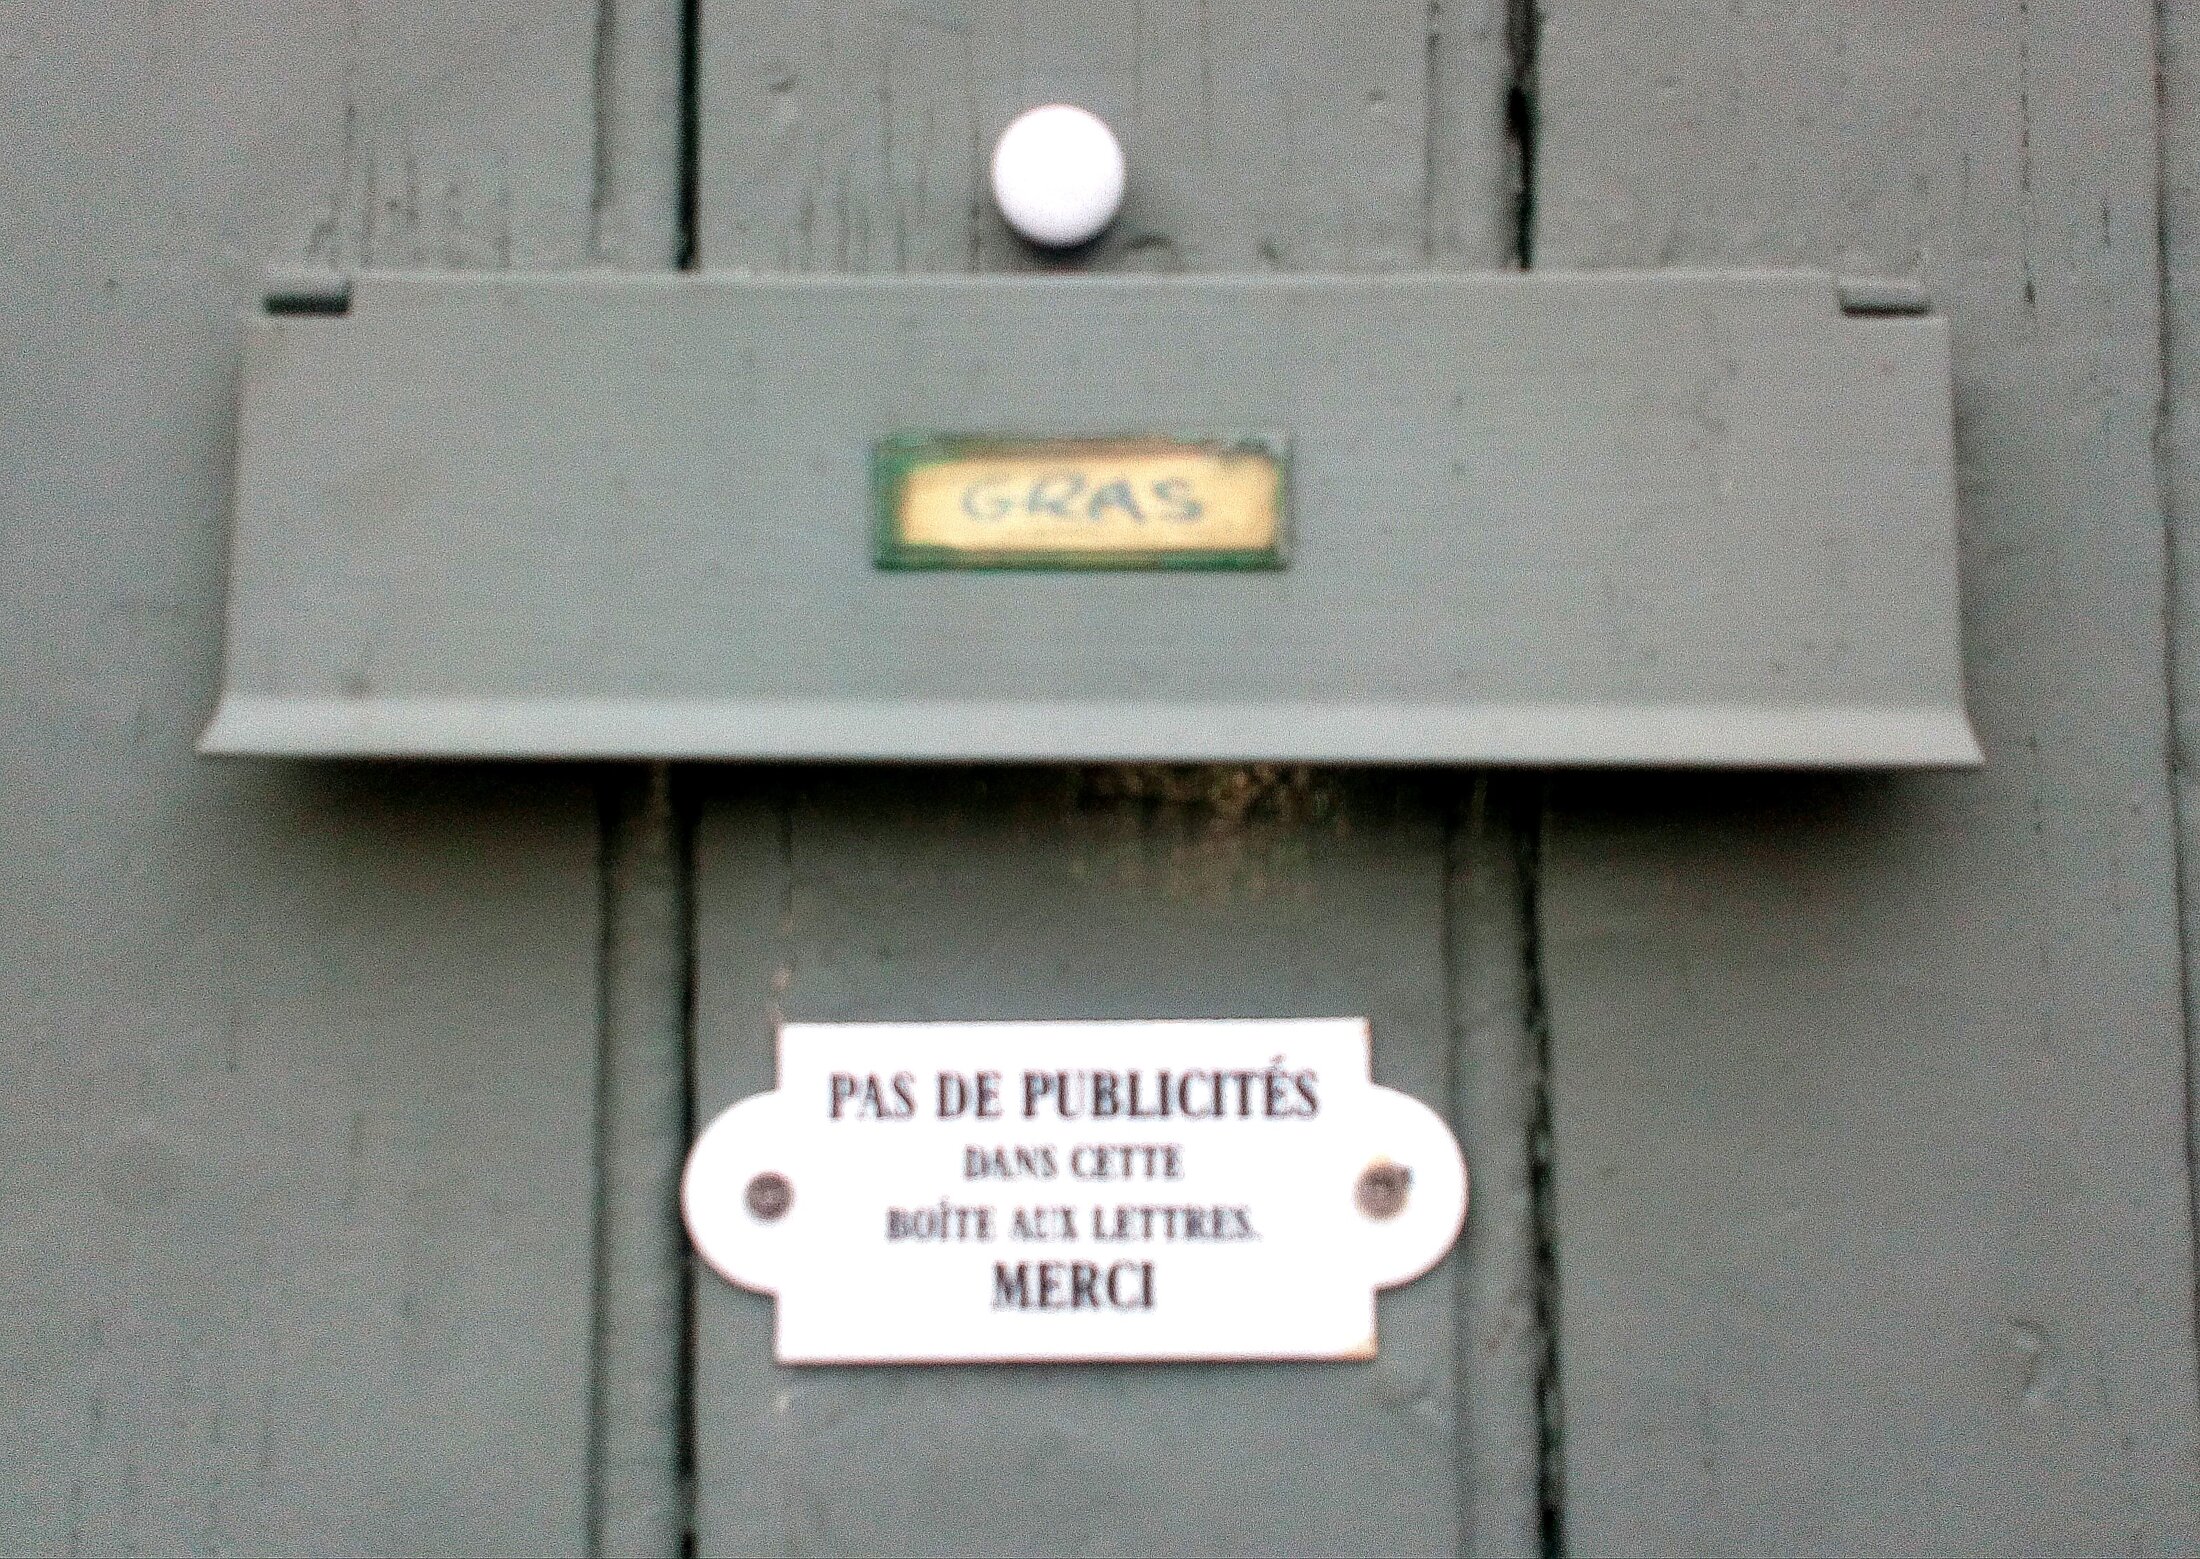 GRAS
PAS DE PUBLICITÉS
DANS CETTE
BOÎTE AUX LETTRES.
MERCI